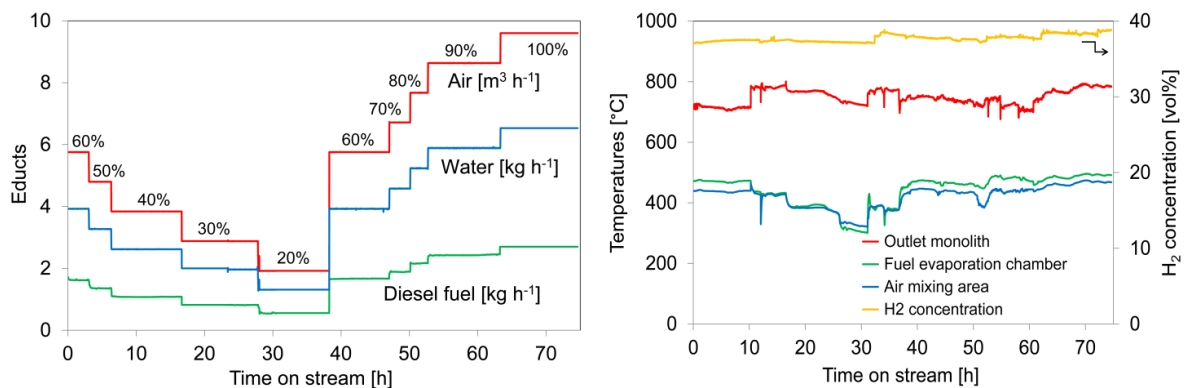 10
8
6
4
2
0
Educts
60%
50%
40%
30%
20%
60%
70%
80%
90%
100%
Air [m³ h⁻¹]
Water [kg h⁻¹]
Diesel fuel [kg h⁻¹]
0 10 20 30 40 50 60 70
Time on stream [h]
1000
800
600
400
200
0
Temperatures [°C]
Outlet monolith
Fuel evaporation chamber
Air mixing area
H2 concentration
40
30
20
10
0
H₂ concentration [vol%]
0 10 20 30 40 50 60 70
Time on stream [h]